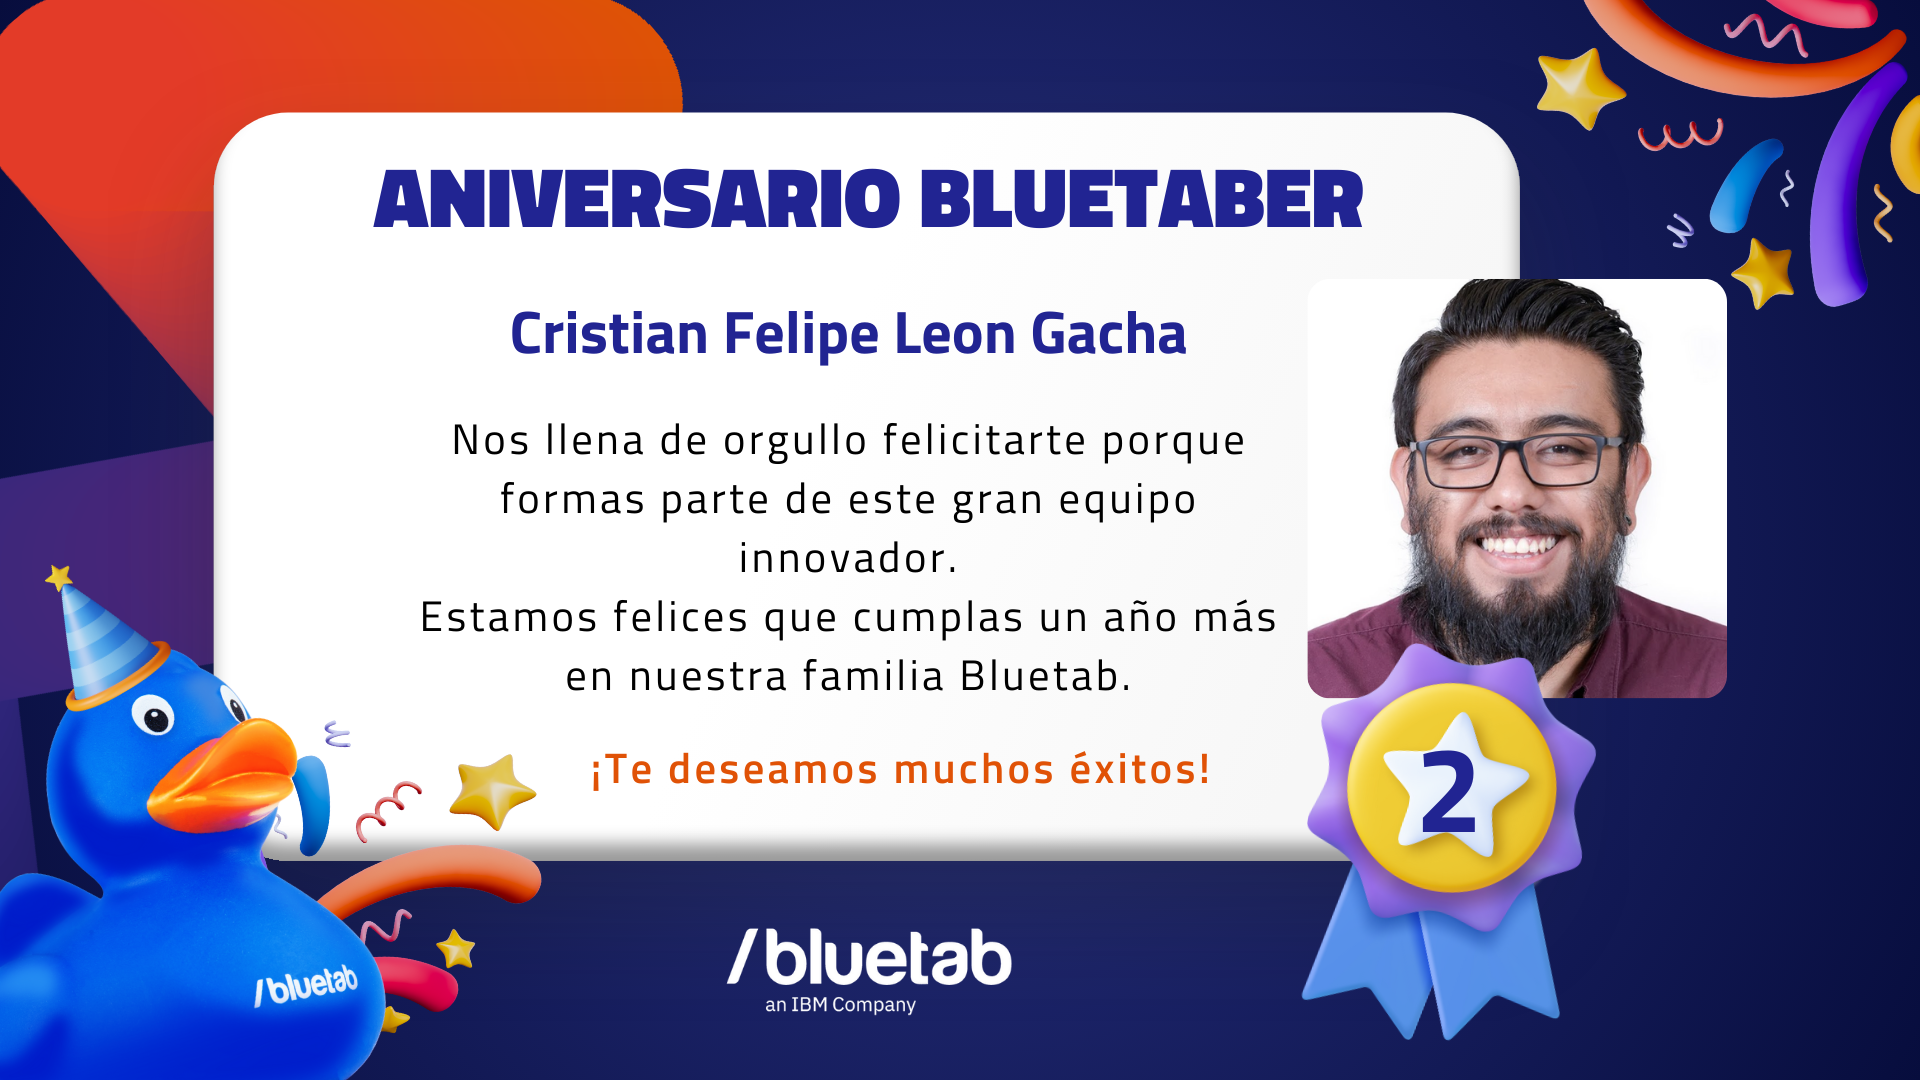 ANIVERSARIO BLUETABER
Cristian Felipe Leon Gacha
Nos llena de orgullo felicitarte porque
formas parte de este gran equipo
innovador.
Estamos felices que cumplas un año más
en nuestra familia Bluetab.
¡Te deseamos muchos éxitos!
2
/bluetab
/bluetab
an IBM Company